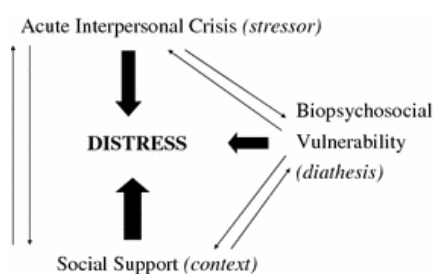 Acute Interpersonal Crisis (stressor)
Biopsychosocial
DISTRESS
Vulnerability
(diathesis)
Social Support (context)